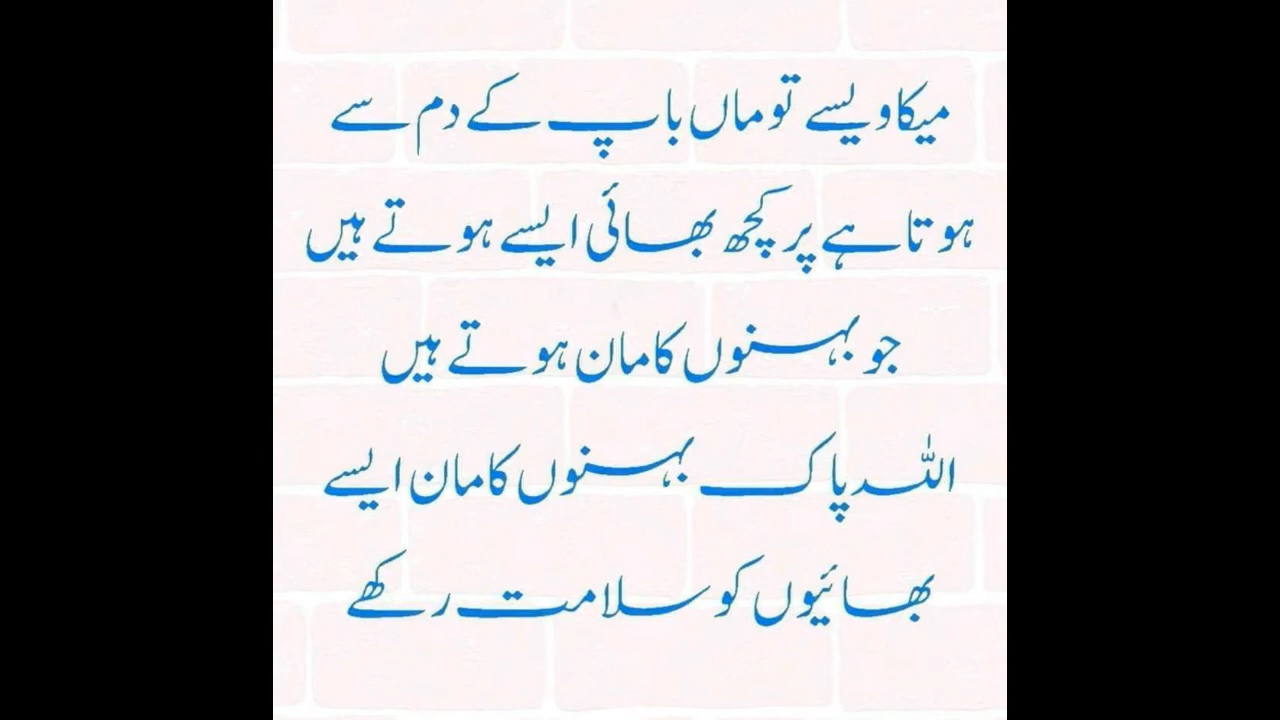 میکا ویسے تو ماں باپ کے دم سے
ہوتا ہے پر کچھ بھائی ایسے ہوتے ہیں
جو بہنوں کا مان ہوتے ہیں
اللہ پاک بہنوں کا مان ایسے
بھائیوں کو سلامت رکھے